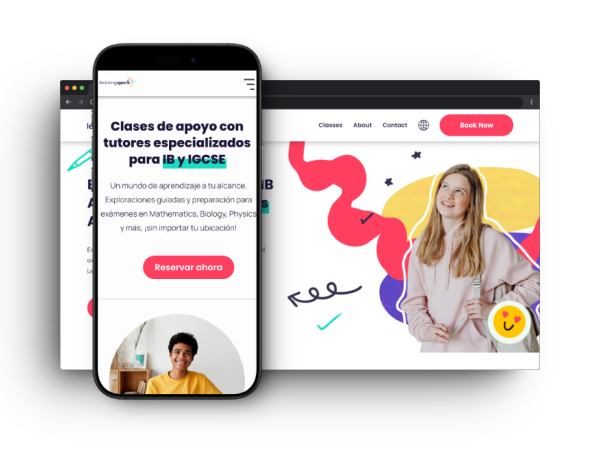 learningspark
Clases de apoyo con
tutores especializados
para IB y IGCSE
Un mundo de aprendizaje a tu alcance.
Exploraciones guiadas y preparación para
exámenes en Mathematics, Biology, Physics
y más, ¡sin importar tu ubicación!
Reservar ahora
Classes
About
Contact
Book Now